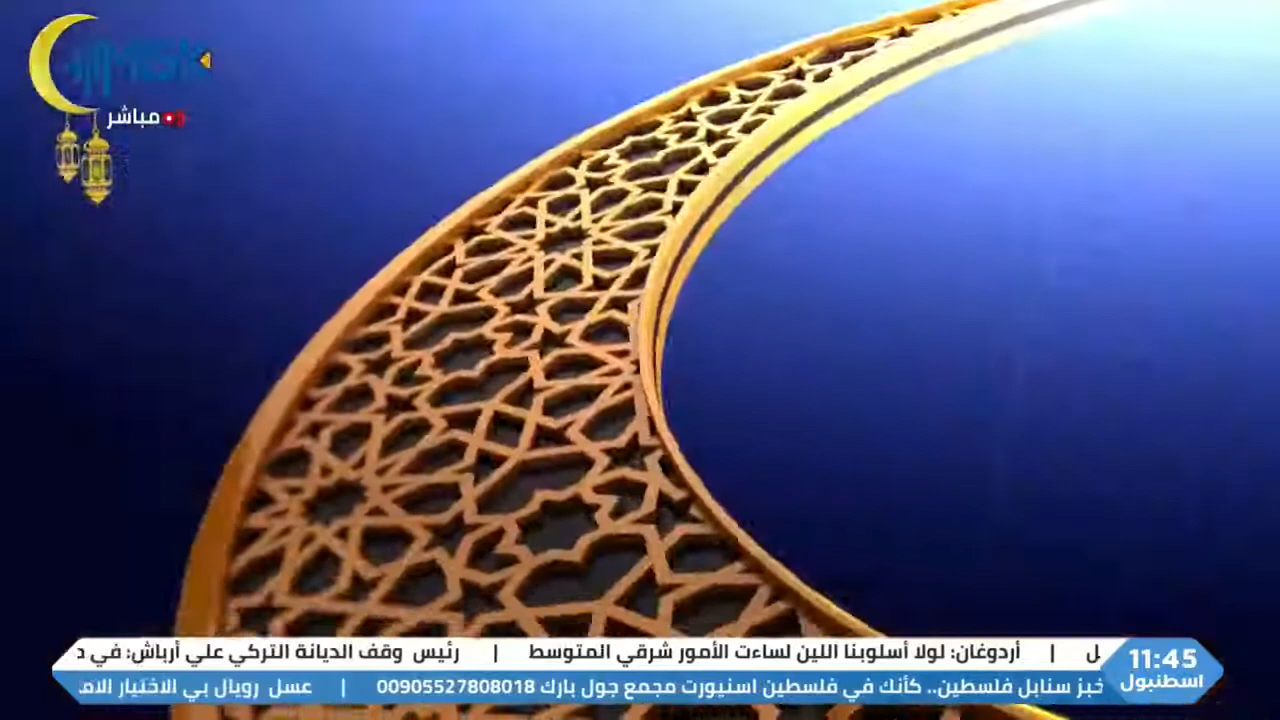 مباشر
ل | أردوغان: لولا أسلوبنا اللين لساءت الأمور شرقي المتوسط | رئيس وقف الديانة التركي علي أرباش: في د
11:45
اسطنبول
خبز سنابل فلسطين.. كأنك في فلسطين اسنيورت مجمع جول بارك 00905527808018 | عسل رويال بي الاختيار الام